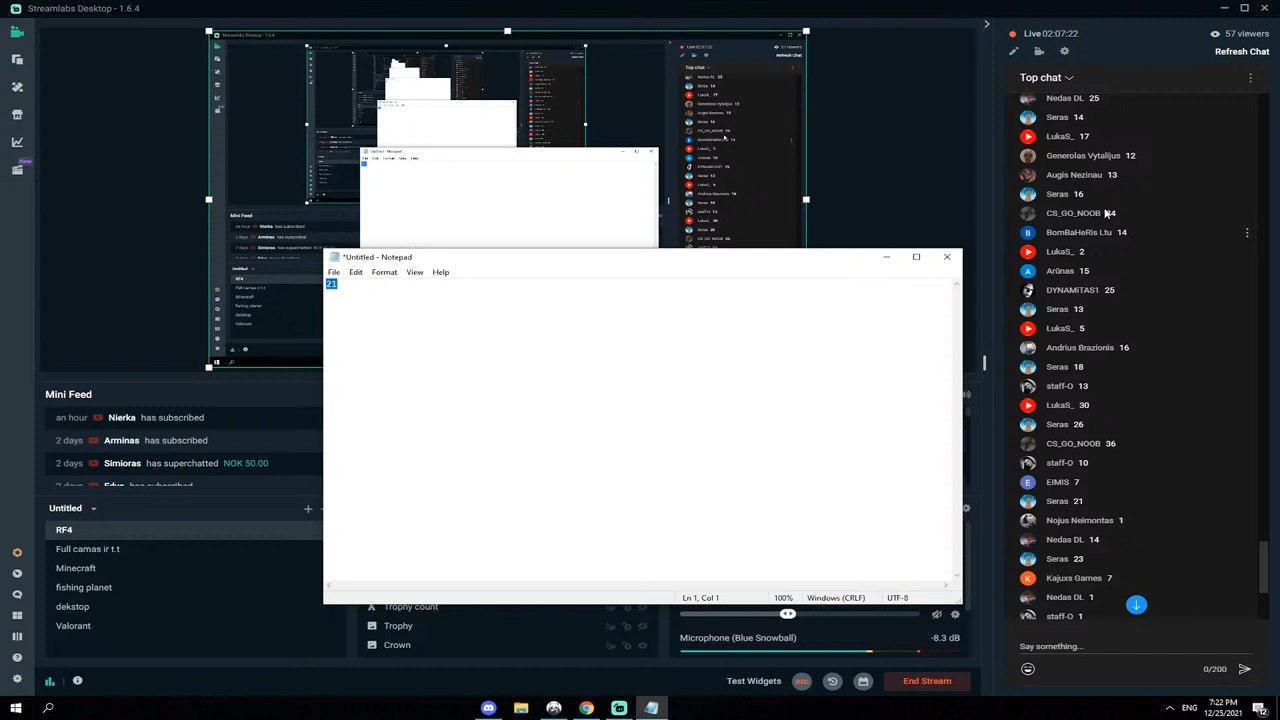 Streamlabs Desktop - 1.6.4
Live 02:07:22
57 viewers
Refresh Chat
Top chat
Nedas DL 25
Seras 14
LukaS_ 17
Generolas Vytuljus
Augis Nezinau 13
Seras 16
CS_GO_NOOB
BomBaHeRls Ltu 14
LukaS_ 2
Arūnas 15
DYNAMiTAS1 25
Seras 13
LukaS_ 5
Andrius Brazionis 16
Seras 18
staff-O 13
LukaS_ 30
Seras 26
CS_GO_NOOB 36
staff-O 10
EIMIS 7
Seras 21
Nojus Neimontas 1
Nedas DL 14
Seras 23
Kajuxs Games 7
Nedas DL 1
staff-O 1
Say something...
0/200
*Untitled - Notepad
File Edit Format View Help
21
Ln 1, Col 1
100%
Windows (CRLF)
UTF-8
Mini Feed
an hour Nierka has subscribed
2 days Arminas has subscribed
2 days Simioras has superchatted NOK 50.00
Untitled
RF4
Full camas ir t.t
Minecraft
fishing planet
dekstop
Valorant
Trophy count
Trophy
Crown
Microphone (Blue Snowball)
-8.3 dB
Test Widgets
REC
End Stream
ENG
7:22 PM
12/25/2021
12